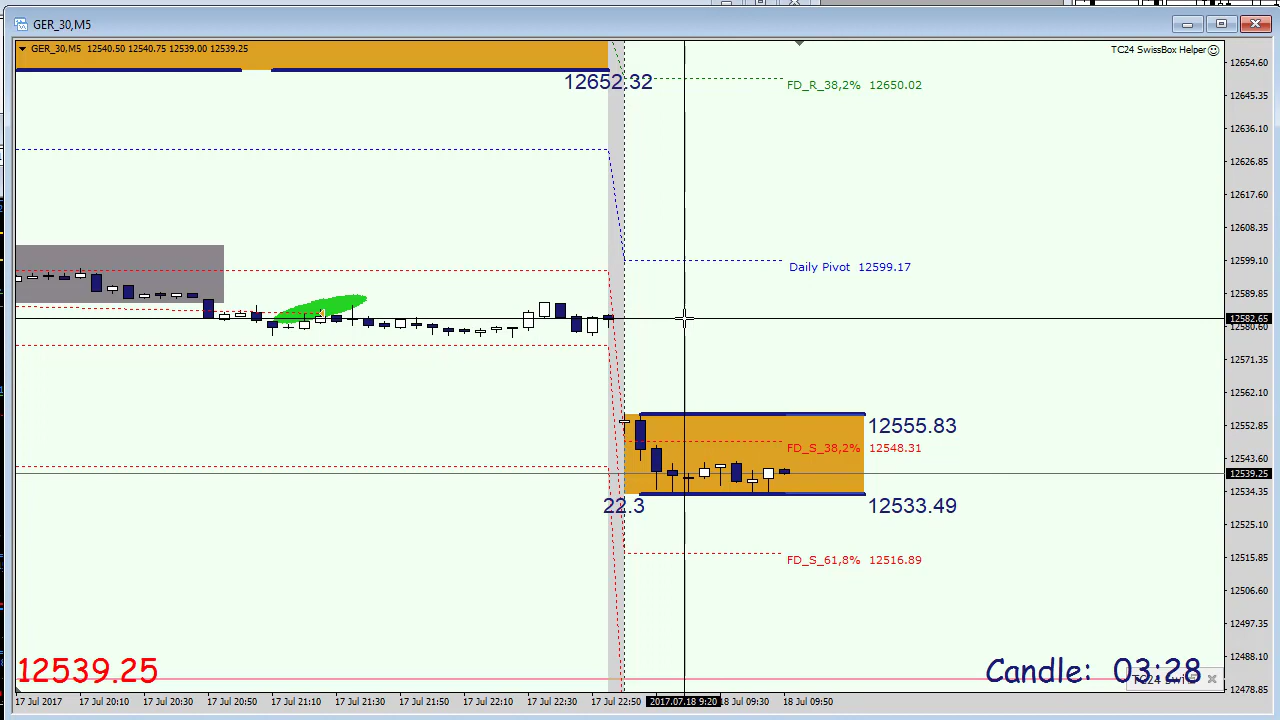 GER_30,M5
GER_30,M5 12540.50 12540.75 12539.00 12539.25
TC24 SwissBox Helper
12654.60
12652.32
FD_R_38,2% 12650.02
12645.35
12636.10
12626.85
12617.60
12608.35
Daily Pivot 12599.17
12599.10
12589.85
12582.65
12580.60
12571.35
12562.10
12555.83
12552.85
FD_S_38,2% 12548.31
12543.60
12539.25
12534.35
22.3
12533.49
12525.10
FD_S_61,8% 12516.89
12515.85
12506.60
12497.35
12488.10
12539.25
Candle: 03:28
12478.85
17 Jul 2017
17 Jul 20:10
17 Jul 20:30
17 Jul 20:50
17 Jul 21:10
17 Jul 21:30
17 Jul 21:50
17 Jul 22:10
17 Jul 22:30
17 Jul 22:50
2017.07.18 9:20
18 Jul 09:30
18 Jul 09:50